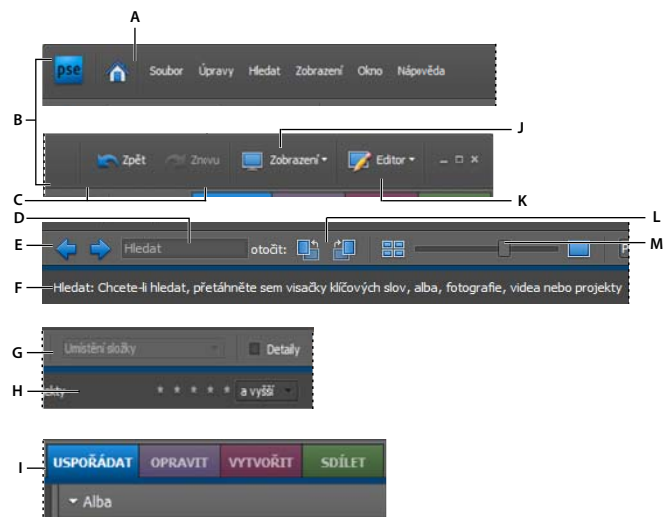 A
pse Soubor Úpravy Hledat Zobrazení Okno Nápověda
B
J
Zpět Znovu Zobrazení Editor
C
K
D
L
E
Hledat otočit:
M
P
F
Hledat: Chcete-li hledat, přetáhněte sem visačky klíčových slov, alba, fotografie, videa nebo projekty
G
Umístění složky Detaily
H
ekty * * * * * a vyšší
I
USPOŘÁDAT OPRAVIT VYTVOŘIT SDÍLET
Alba